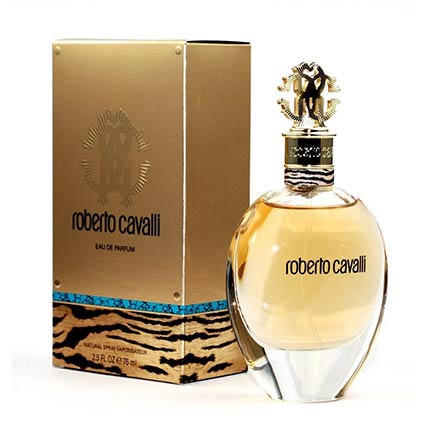 roberto cavalli
EAU DE PARFUM
NATURAL SPRAY VAPORISATEUR
2.5 FL OZ ℮ 75 ml
roberto cavalli